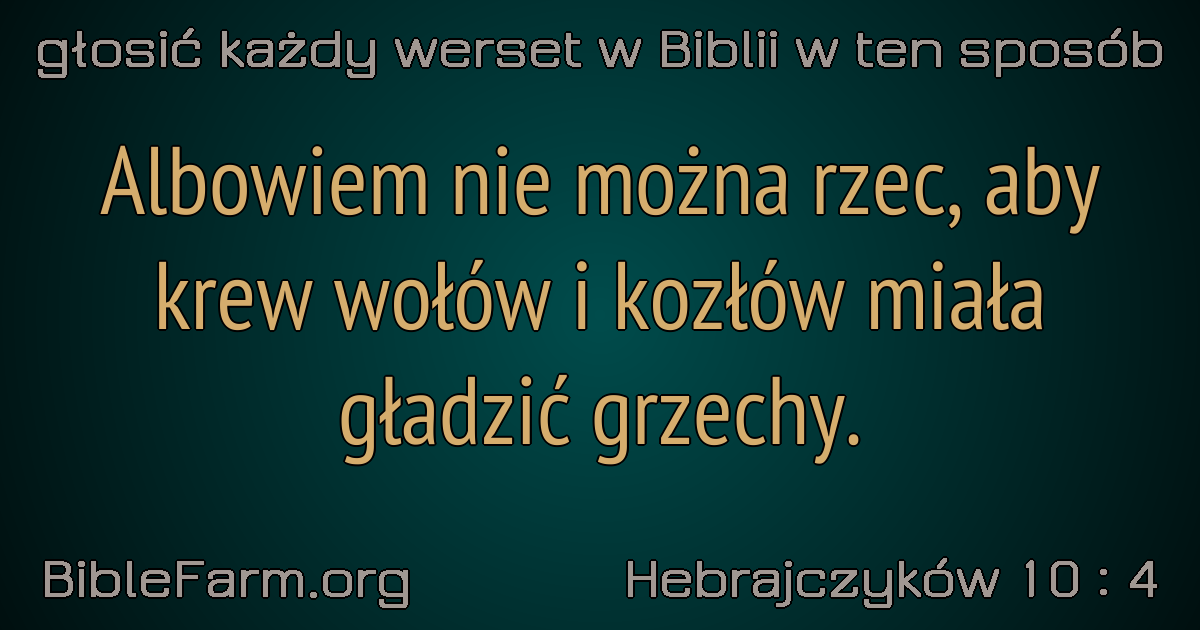 głosić każdy werset w Biblii w ten sposób
Albowiem nie można rzec, aby
krew wołów i kozłów miała
gładzić grzechy.
BibleFarm.org
Hebrajczyków 10 : 4